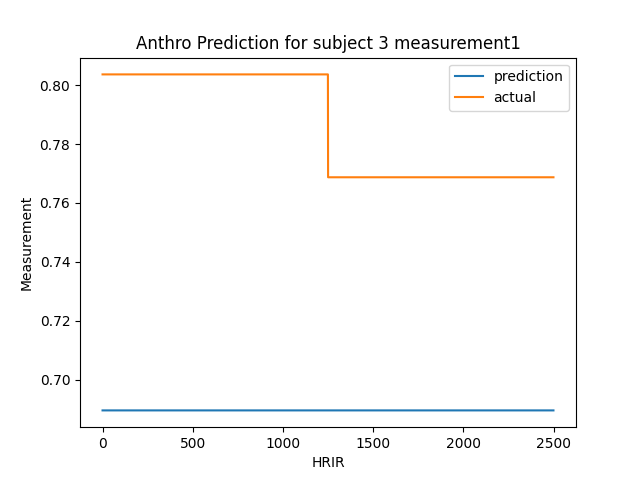 Anthro Prediction for subject 3 measurement1
prediction
actual
0.80
0.78
0.76
0.74
0.72
0.70
Measurement
0
500
1000
1500
2000
2500
HRIR